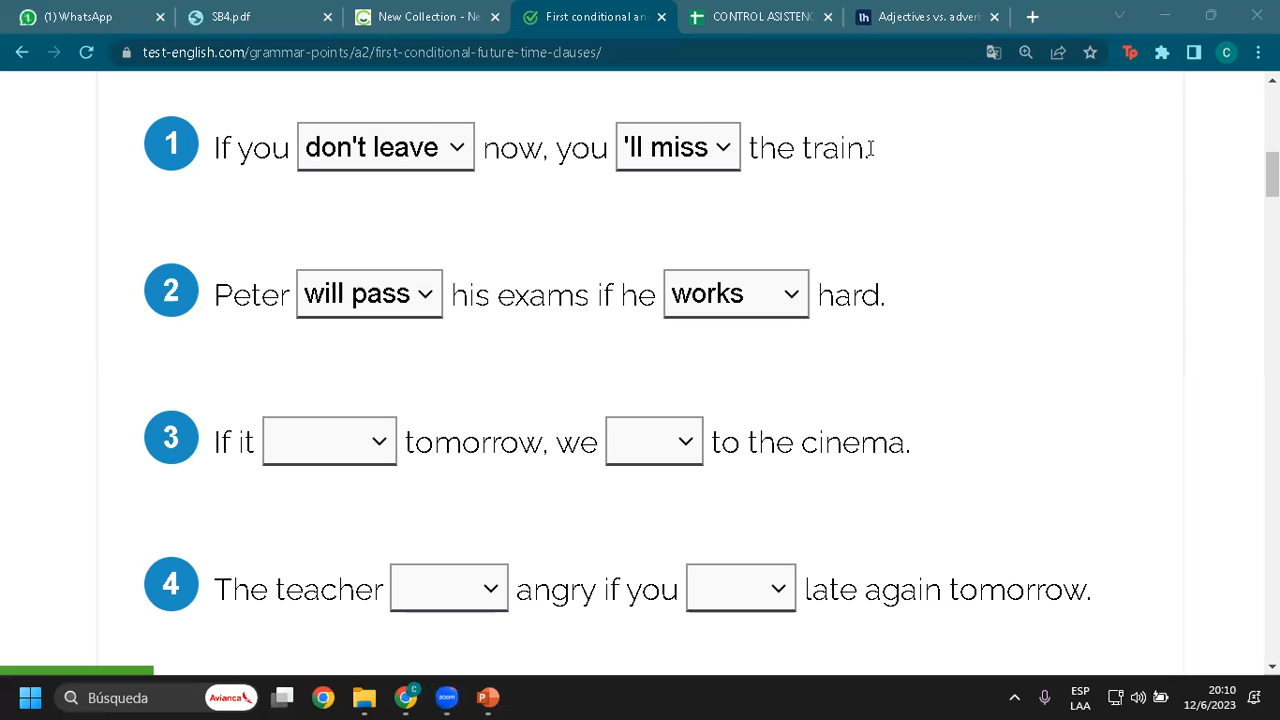 (1) WhatsApp
SB4.pdf
New Collection - Ne
First conditional an
CONTROL ASISTENC
1h
Adjectives vs. adver
test-english.com/grammar-points/a2/first-conditional-future-time-clauses/
Tp
C
1 If you don't leave now, you 'll miss the train.
2 Peter will pass his exams if he works hard.
3 If it tomorrow, we to the cinema.
4 The teacher angry if you late again tomorrow.
Búsqueda
Avianca
C
zoom
P
ESP
LAA
20:10
12/6/2023